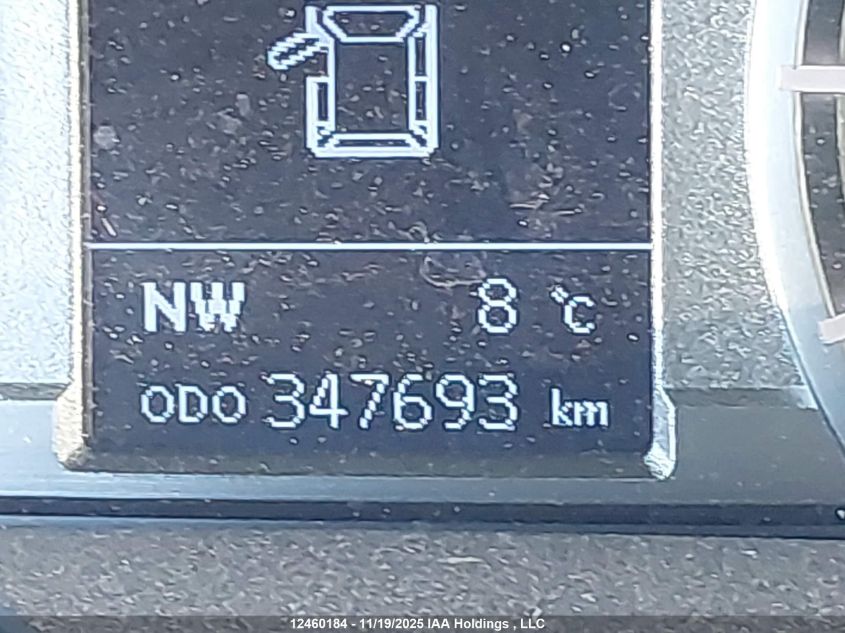 NW 8 °C
ODO 347693 km
12460184 - 11/19/2025 IAA Holdings , LLC